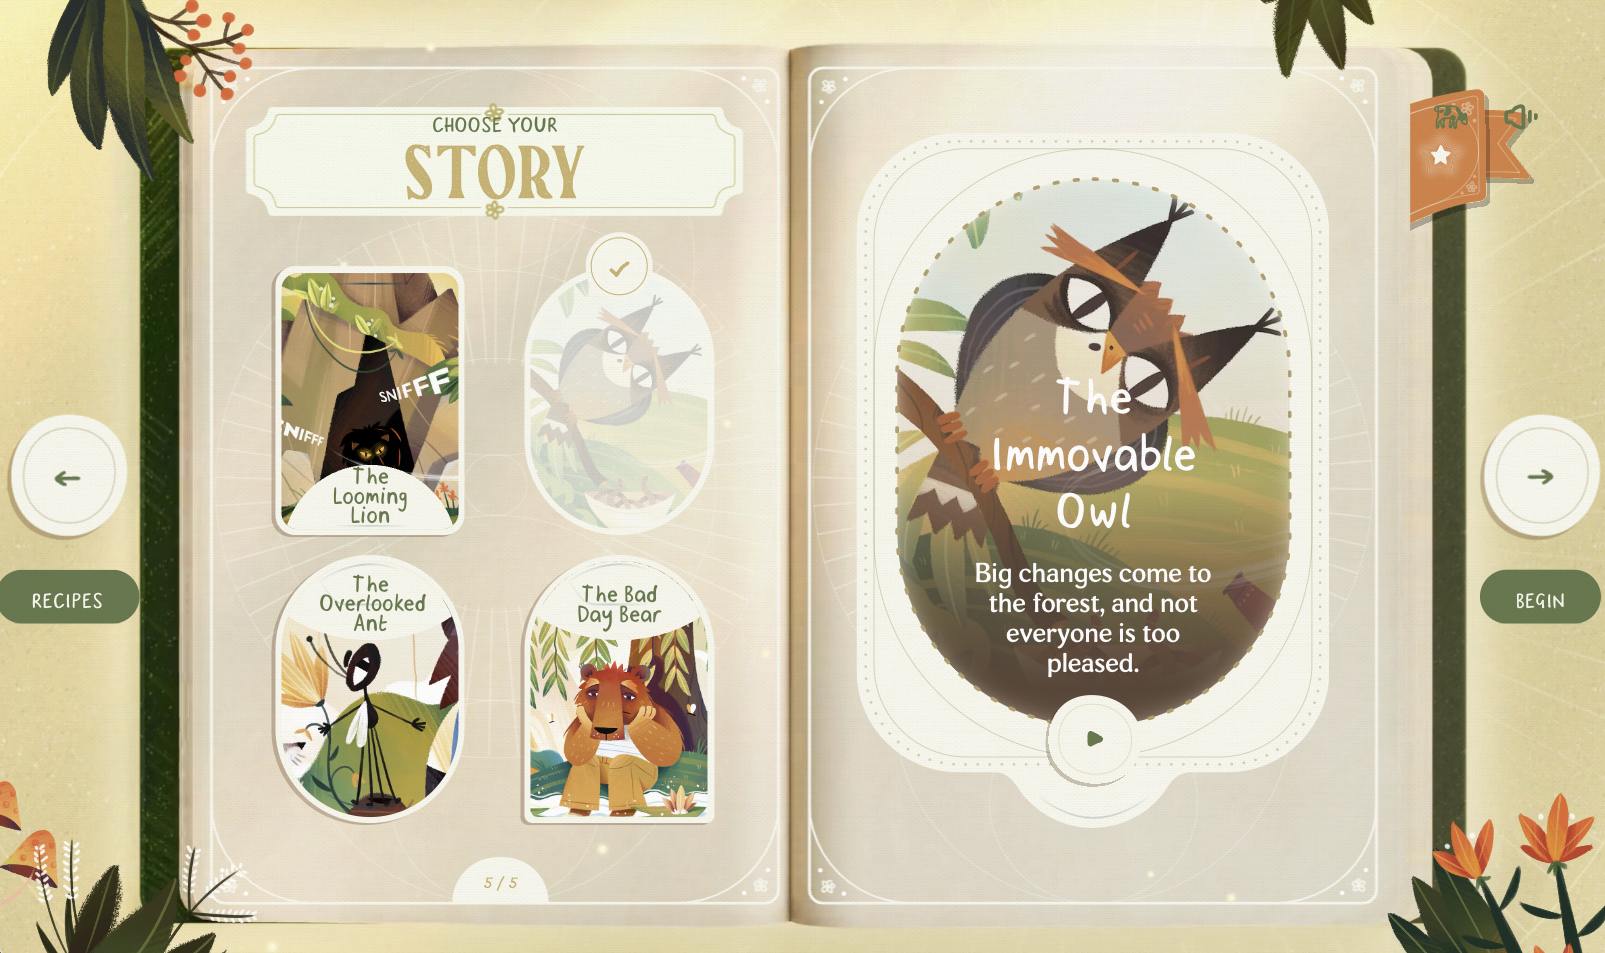 CHOOSE YOUR
STORY
SNIFFF
NIFFF
The
Looming
Lion
The
Overlooked
Ant
The Bad
Day Bear
5 / 5
RECIPES
The
Immovable
Owl
Big changes come to
the forest, and not
everyone is too
pleased.
BEGIN